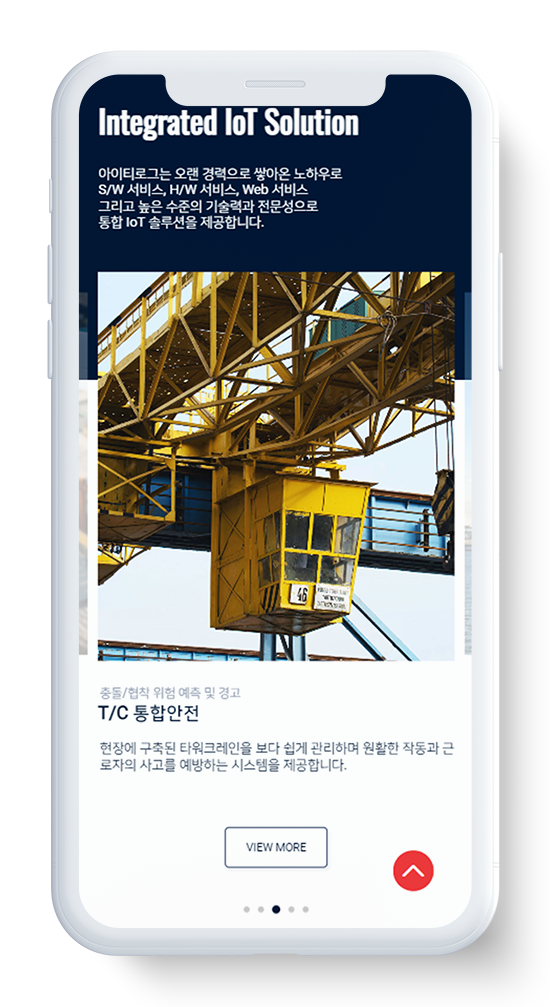 Integrated IoT Solution
아이티로그는 오랜 경력으로 쌓아온 노하우로
S/W 서비스, H/W 서비스, Web 서비스
그리고 높은 수준의 기술력과 전문성으로
통합 IoT 솔루션을 제공합니다.
46
충돌/협착 위험 예측 및 경고
T/C 통합안전
현장에 구축된 타워크레인을 보다 쉽게 관리하며 원활한 작동과 근
로자의 사고를 예방하는 시스템을 제공합니다.
VIEW MORE